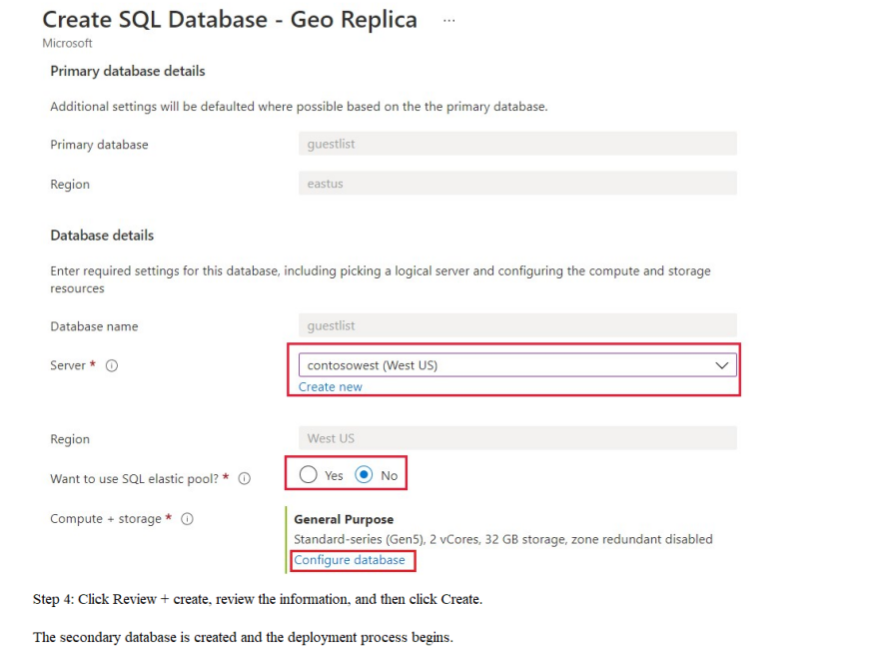 Create SQL Database - Geo Replica ...
Microsoft
Primary database details
Additional settings will be defaulted where possible based on the the primary database.
Primary database guestlist
Region eastus
Database details
Enter required settings for this database, including picking a logical server and configuring the compute and storage
resources
Database name guestlist
Server * contosowest (West US)
Create new
Region West US
Want to use SQL elastic pool? * Yes No
Compute + storage * General Purpose
Standard-series (Gen5), 2 vCores, 32 GB storage, zone redundant disabled
Configure database
Step 4: Click Review + create, review the information, and then click Create.
The secondary database is created and the deployment process begins.